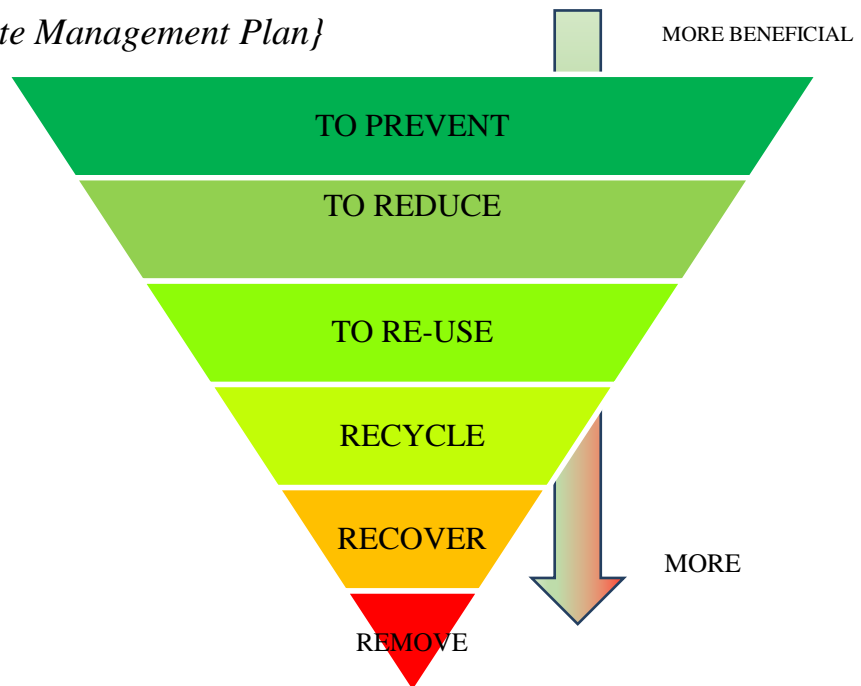 te Management Plan}
MORE BENEFICIAL
TO PREVENT
TO REDUCE
TO RE-USE
RECYCLE
RECOVER
MORE
REMOVE